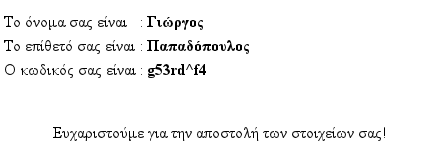 Το όνομα σας είναι : Γιώργος
Το επίθετό σας είναι : Παπαδόπουλος
Ο κωδικός σας είναι : g53rd^f4
Ευχαριστούμε για την αποστολή των στοιχείων σας!